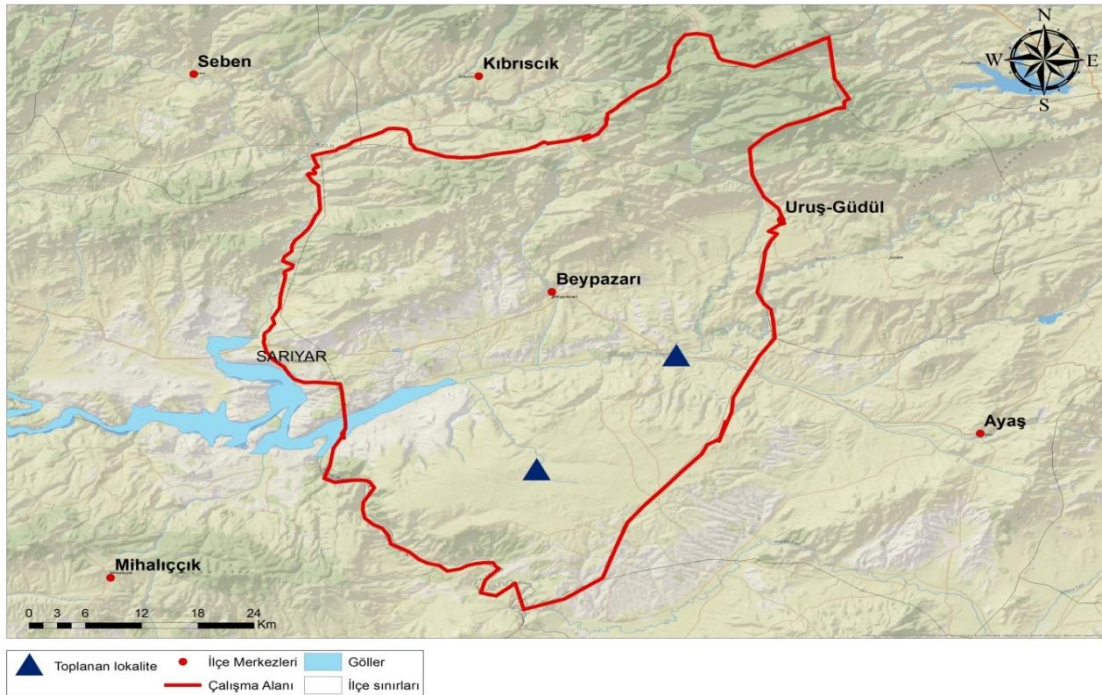 N
Seben
Kıbrıscık
W E
S
Uruş-Güdül
Beypazarı
SARIYAR
Ayaş
Mihalıççık
0 3 6 12 18 24
Km
Toplanan lokalite İlçe Merkezleri Göller
Çalışma Alanı İlçe sınırları